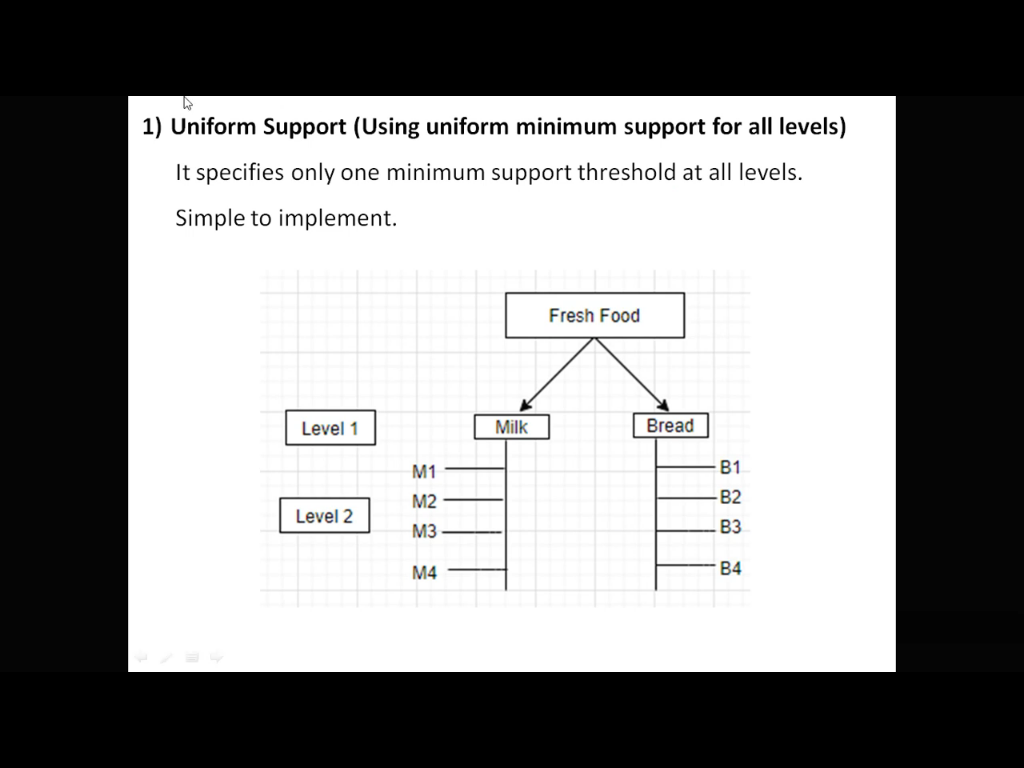 1) Uniform Support (Using uniform minimum support for all levels)
It specifies only one minimum support threshold at all levels.
Simple to implement.
Fresh Food
Level 1
Milk
Bread
M1
B1
M2
B2
Level 2
M3
B3
M4
B4